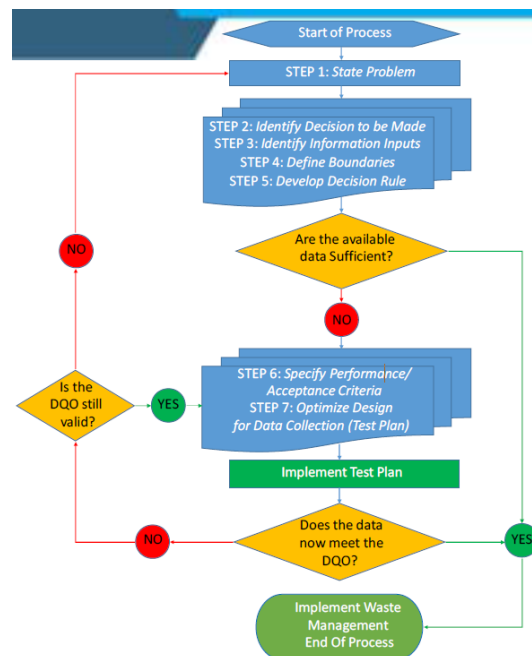 Start of Process
STEP 1: State Problem
STEP 2: Identify Decision to be Made
STEP 3: Identify Information Inputs
STEP 4: Define Boundaries
STEP 5: Develop Decision Rule
Are the available
data Sufficient?
NO
NO
STEP 6: Specify Performance/
Acceptance Criteria
STEP 7: Optimize Design
for Data Collection (Test Plan)
Is the
DQO still
valid?
YES
Implement Test Plan
Does the data
now meet the
DQO?
NO
YES
Implement Waste
Management
End Of Process